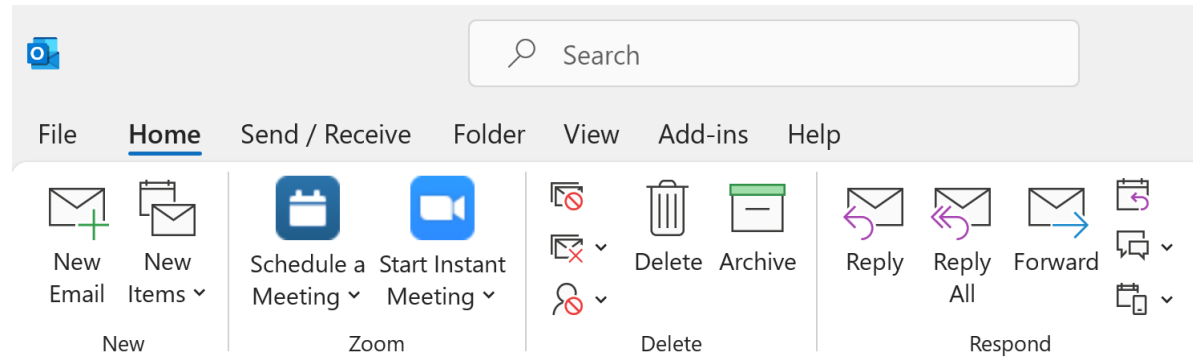 Search
File Home Send / Receive Folder View Add-ins Help
New Email
New Items
Schedule a Meeting
Start Instant Meeting
Delete
Archive
Reply
Reply All
Forward
New
Zoom
Delete
Respond